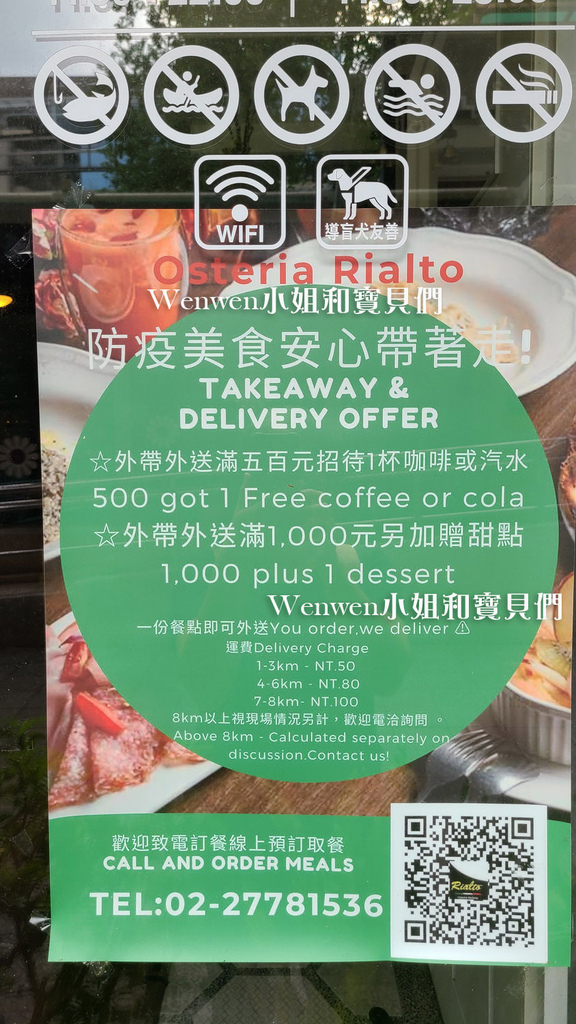 WIFI
導盲犬友善
Osteria Rialto
Wenwen小姐和寶貝們
防疫美食安心帶著走!
TAKEAWAY &
DELIVERY OFFER
☆外帶外送滿五百元招待1杯咖啡或汽水
500 got 1 Free coffee or cola
☆外帶外送滿1,000元另加贈甜點
1,000 plus 1 dessert
Wenwen小姐和寶貝們
一份餐點即可外送You order,we deliver ⚠
運費Delivery Charge
1-3km - NT.50
4-6km - NT.80
7-8km- NT.100
8km以上視現場情況另計，歡迎電洽詢問 。
Above 8km - Calculated separately on
discussion.Contact us!
歡迎致電訂餐線上預訂取餐
CALL AND ORDER MEALS
TEL:02-27781536
Rialto